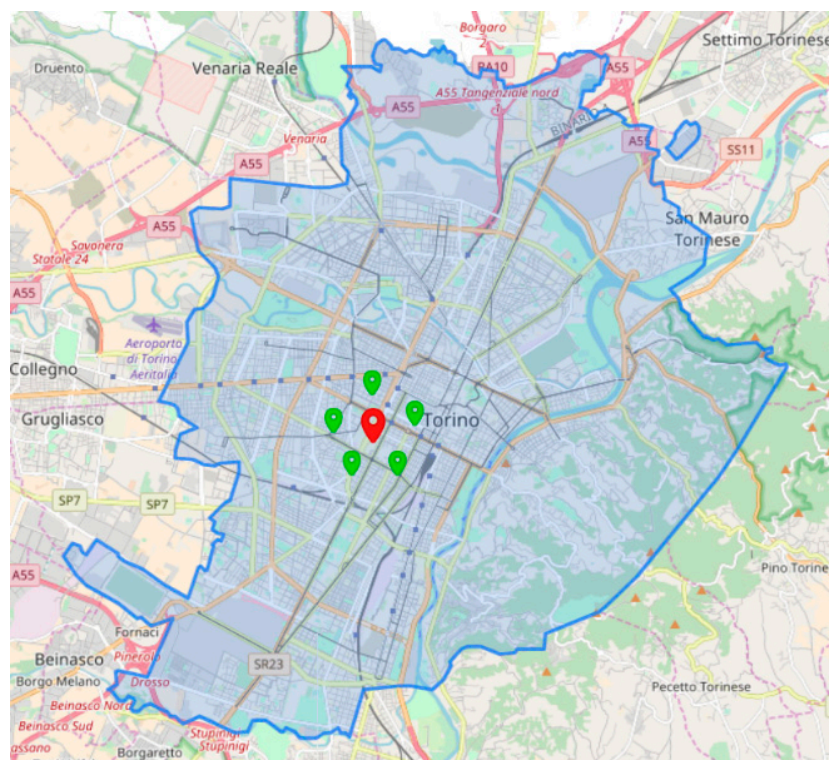 Borgaro
Settimo Torinese
Druento
Venaria Reale
RA10
A55
A55 Tangenziale nord
A55
Venaria
A55
SS11
A55
San Mauro
Torinese
A55
Savonera
Statale 24
A55
Aeroporto
di Torino
Aeritalia
Collegno
Grugliasco
Torino
SP7
SP7
A55
Pino Torine
Fornaci
Beinasco
Pinerolo
SR23
Borgo Melano
Drosso
Pecetto Torinese
Beinasco Nord
Beinasco Sud
Stupinigi
Stupinigi
assano
Borgaretto